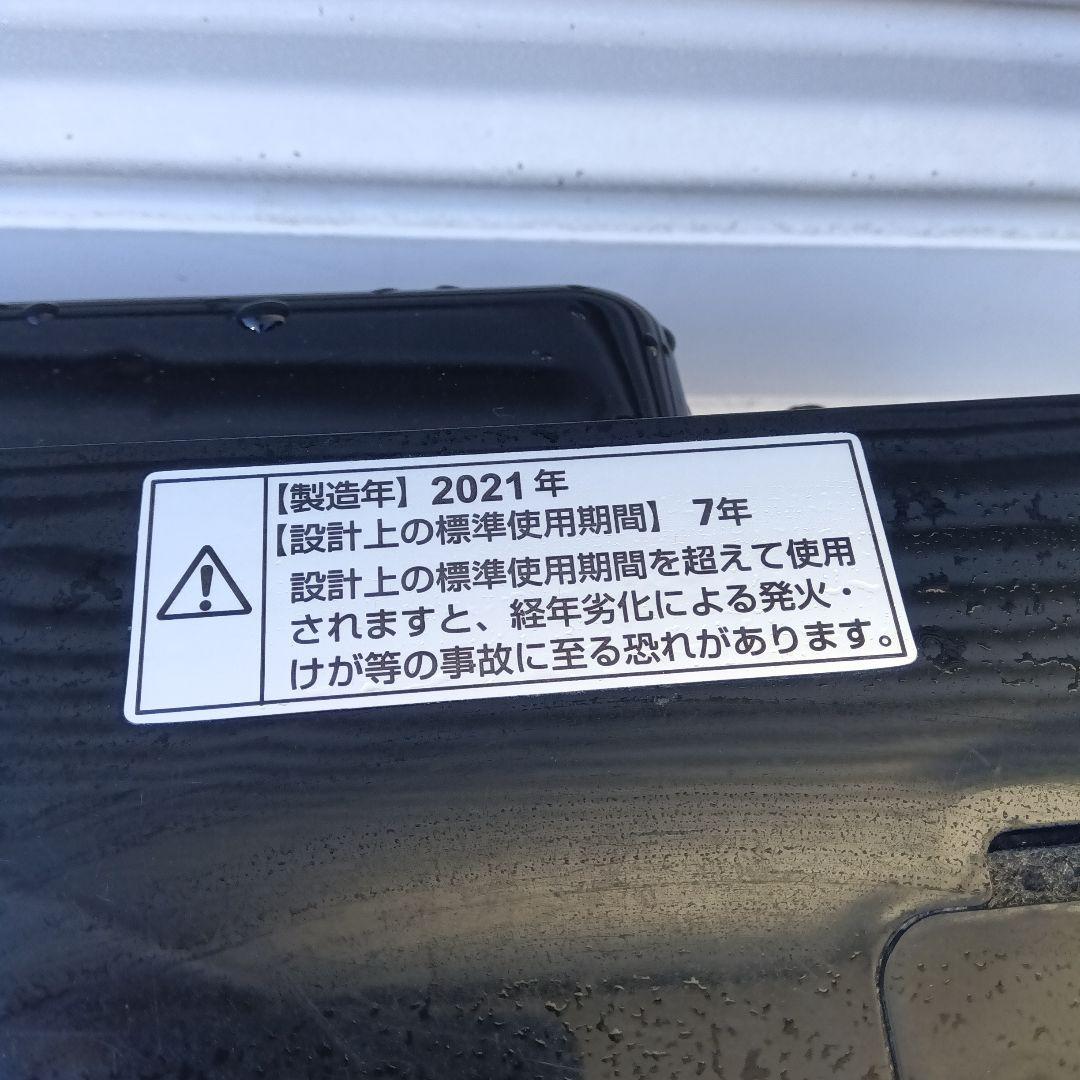 【製造年】 2021年
【設計上の標準使用期間】 7年
設計上の標準使用期間を超えて使用
されますと、経年劣化による発火・
けが等の事故に至る恐れがあります。